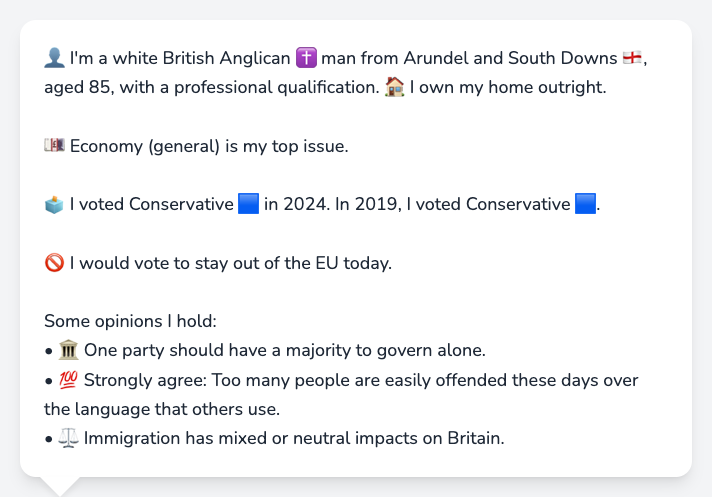 👤 I'm a white British Anglican ✝️ man from Arundel and South Downs 🏴󠁧󠁢󠁥󠁮󠁧󠁿,
aged 85, with a professional qualification. 🏠 I own my home outright.
💷 Economy (general) is my top issue.
🗳️ I voted Conservative 🟦 in 2024. In 2019, I voted Conservative 🟦.
🚫 I would vote to stay out of the EU today.
Some opinions I hold:
• 🏛️ One party should have a majority to govern alone.
• 💯 Strongly agree: Too many people are easily offended these days over
the language that others use.
• ⚖️ Immigration has mixed or neutral impacts on Britain.